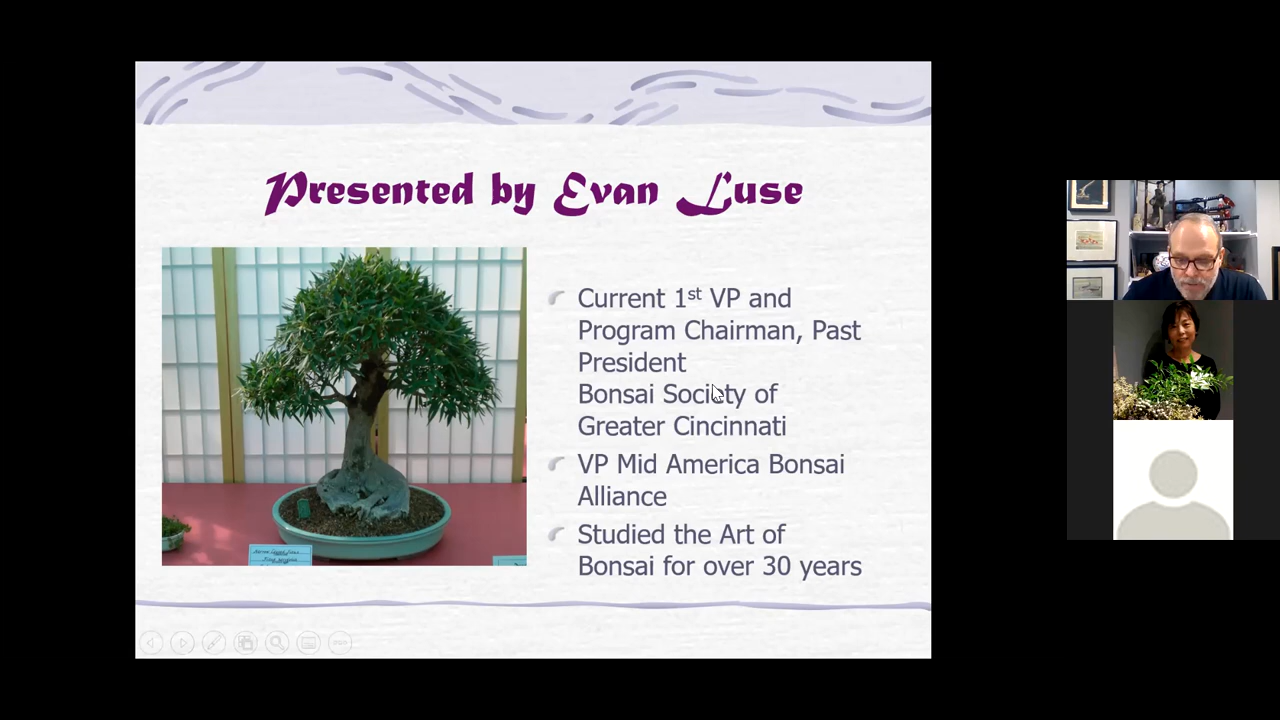 Presented by Evan Luse
Current 1st VP and
Program Chairman, Past
President
Bonsai Society of
Greater Cincinnati
VP Mid America Bonsai
Alliance
Studied the Art of
Bonsai for over 30 years